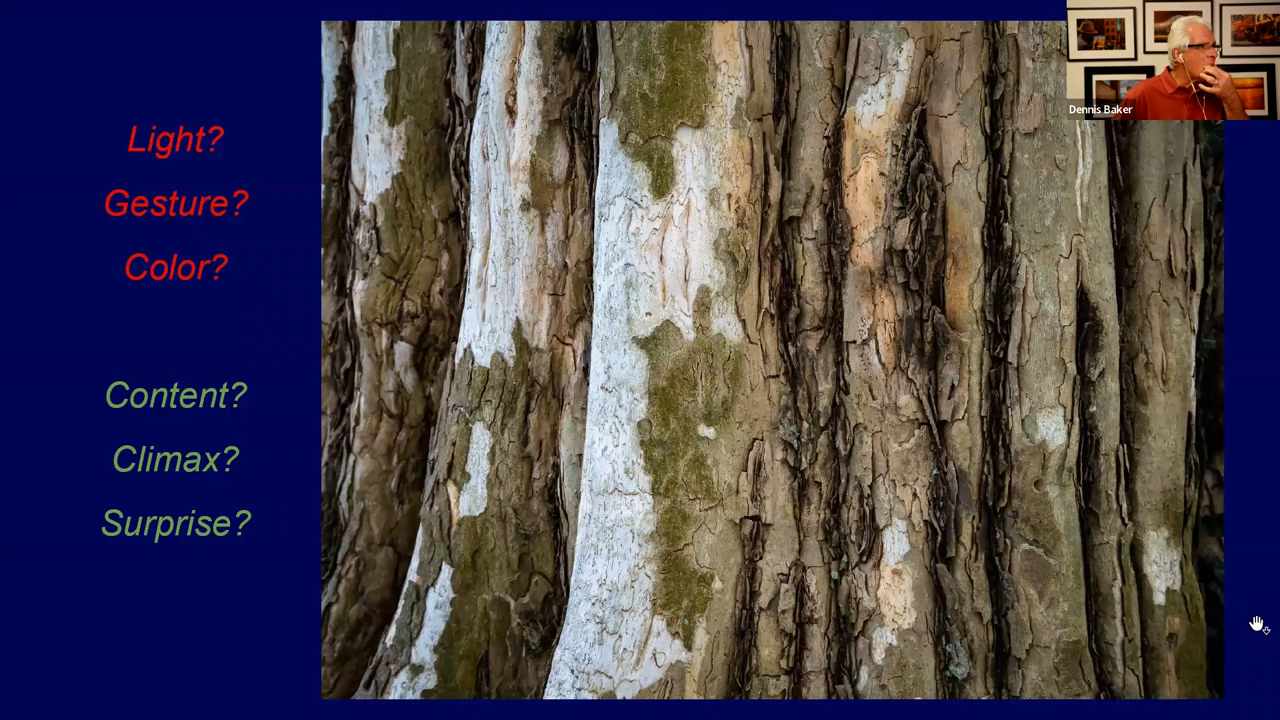 Light?
Gesture?
Color?
Content?
Climax?
Surprise?
Dennis Baker